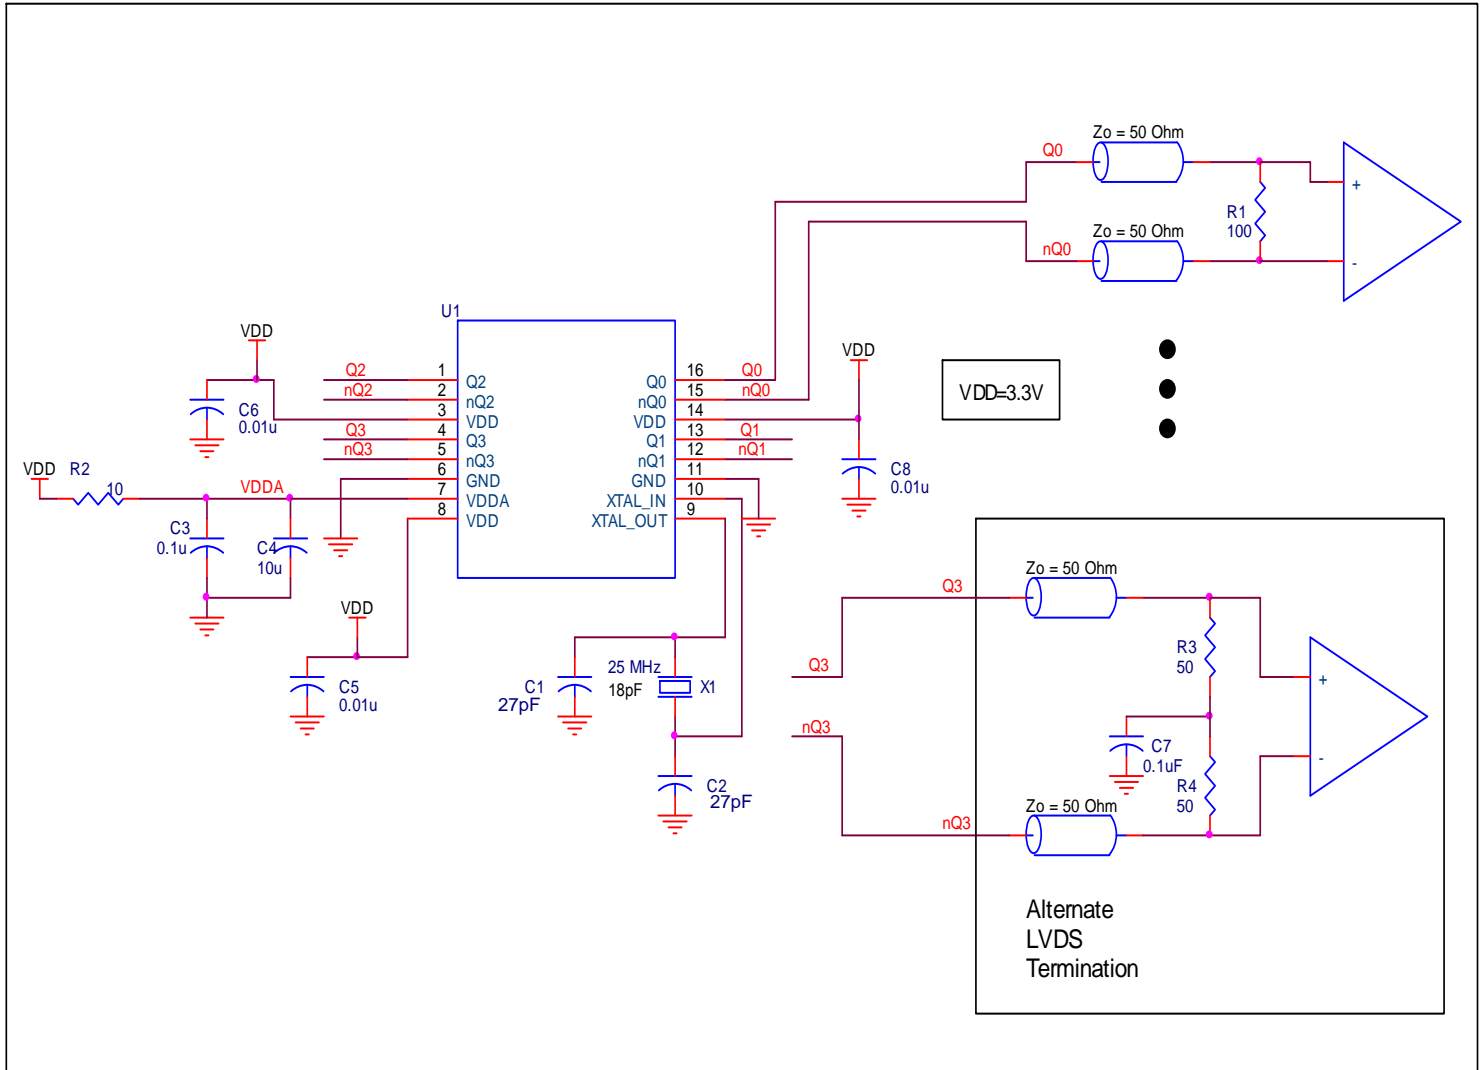 Zo = 50 Ohm
Q0
R1
100
+
Zo = 50 Ohm
nQ0
-
U1
VDD
VDD
VDD=3.3V
Q2
1
Q2
Q0
16
Q0
nQ2
2
nQ2
nQ0
15
nQ0
C6
0.01u
3
VDD
VDD
14
Q3
4
Q3
Q1
13
Q1
nQ3
5
nQ3
nQ1
12
nQ1
6
GND
GND
11
VDD
R2
10
VDDA
7
VDDA
XTAL_IN
10
8
VDD
XTAL_OUT
9
C8
0.01u
C3
0.1u
C4
10u
VDD
C5
0.01u
C1
27pF
25 MHz
18pF
X1
C2
27pF
Q3
nQ3
Q3
Zo = 50 Ohm
R3
50
+
C7
0.1uF
R4
50
-
nQ3
Zo = 50 Ohm
Alternate
LVDS
Termination